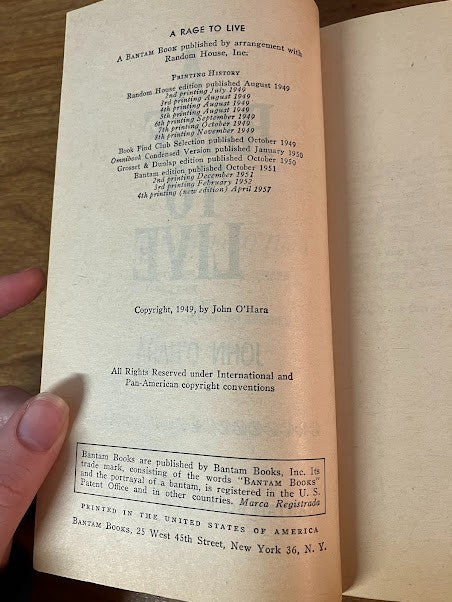 A RAGE TO LIVE
A BANTAM BOOK published by arrangement with
Random House, Inc.
PRINTING HISTORY
Random House edition published August 1949
2nd printing July 1949
3rd printing August 1949
4th printing August 1949
5th printing August 1949
6th printing September 1949
7th printing October 1949
8th printing November 1949
Book Find Club Selection published October 1949
Omnibook Condensed Version published January 1950
Grosset & Dunlap edition published October 1950
Bantam edition published October 1951
2nd printing December 1951
3rd printing February 1952
4th printing (new edition) April 1957
Copyright, 1949, by John O'Hara
All Rights Reserved under International and
Pan-American copyright conventions
Bantam Books are published by Bantam Books, Inc. Its
trade mark, consisting of the words "BANTAM BOOKS"
and the portrayal of a bantam, is registered in the U. S.
Patent Office and in other countries. Marca Registrada
PRINTED IN THE UNITED STATES OF AMERICA
BANTAM BOOKS, 25 West 45th Street, New York 36, N. Y.